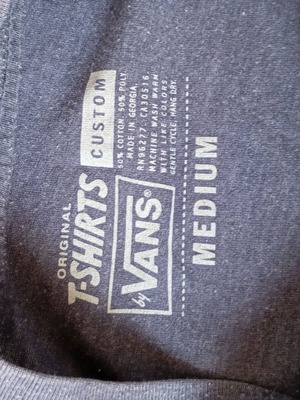 ORIGINAL
T-SHIRTS
CUSTOM
by VANS®
50% COTTON. 50% POLY.
MADE IN GEORGIA.
RN96277. CA30516.
MACHINE WASH WARM
WITH LIKE COLORS
GENTLE CYCLE, HANG DRY.
MEDIUM